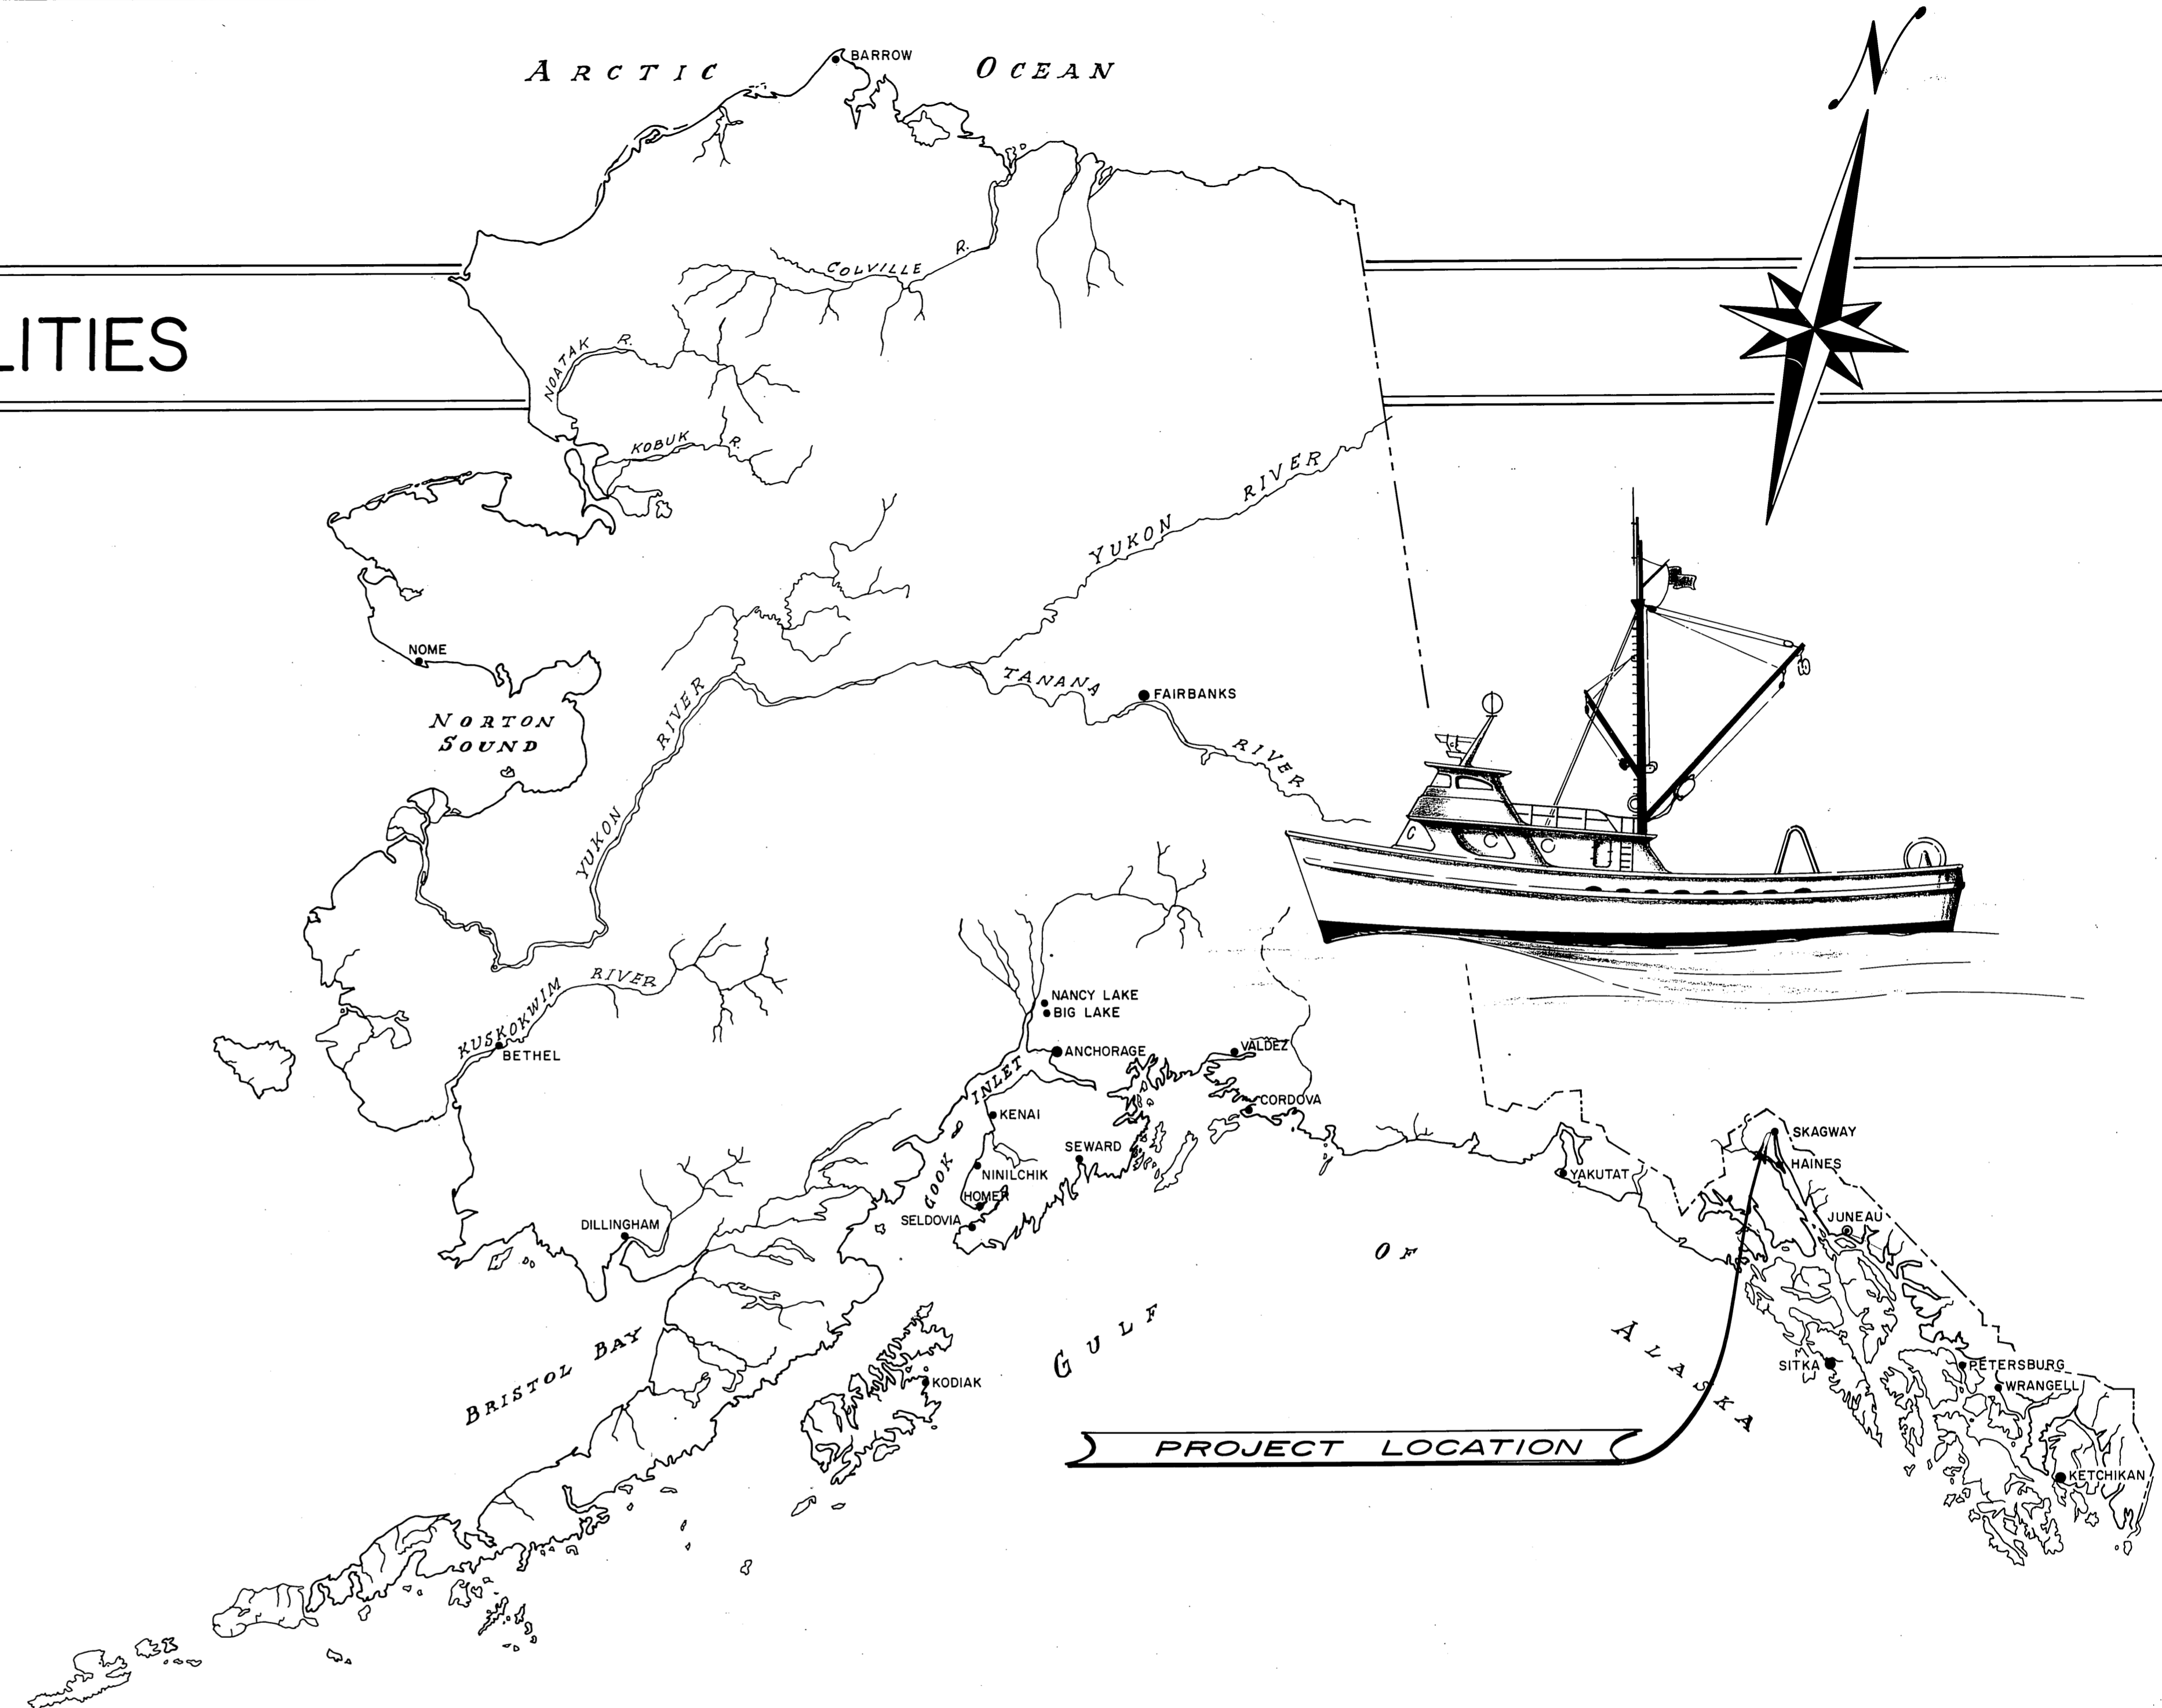 N
ARCTIC OCEAN
BARROW
COLVILLE R.
LITIES
NOATAK R.
KOBUK R.
YUKON RIVER
NOME
TANANA RIVER
FAIRBANKS
NORTON
SOUND
YUKON RIVER
KUSKOKWIM RIVER
BETHEL
NANCY LAKE
BIG LAKE
ANCHORAGE
VALDEZ
COOK INLET
KENAI
CORDOVA
SEWARD
NINILCHIK
HOMER
SELDOVIA
SKAGWAY
HAINES
YAKUTAT
JUNEAU
DILLINGHAM
GULF OF ALASKA
BRISTOL BAY
KODIAK
SITKA
PETERSBURG
WRANGELL
PROJECT LOCATION
KETCHIKAN